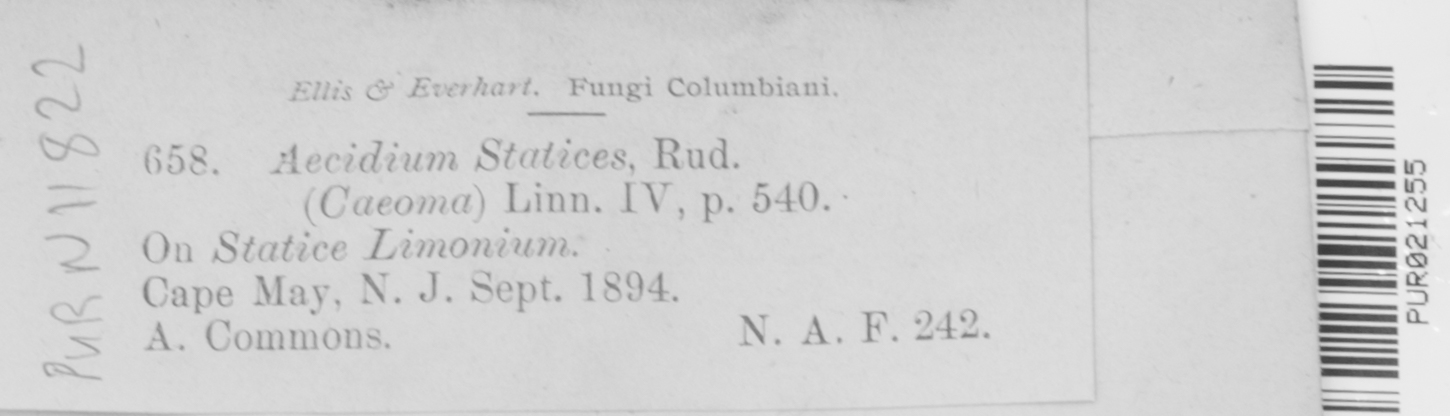 Ellis & Everhart. Fungi Columbiani.
658. Aecidium Statices, Rud.
(Caeoma) Linn. IV, p. 540.
On Statice Limonium.
Cape May, N. J. Sept. 1894.
A. Commons.
N. A. F. 242.
PUR N11822
PUR021255